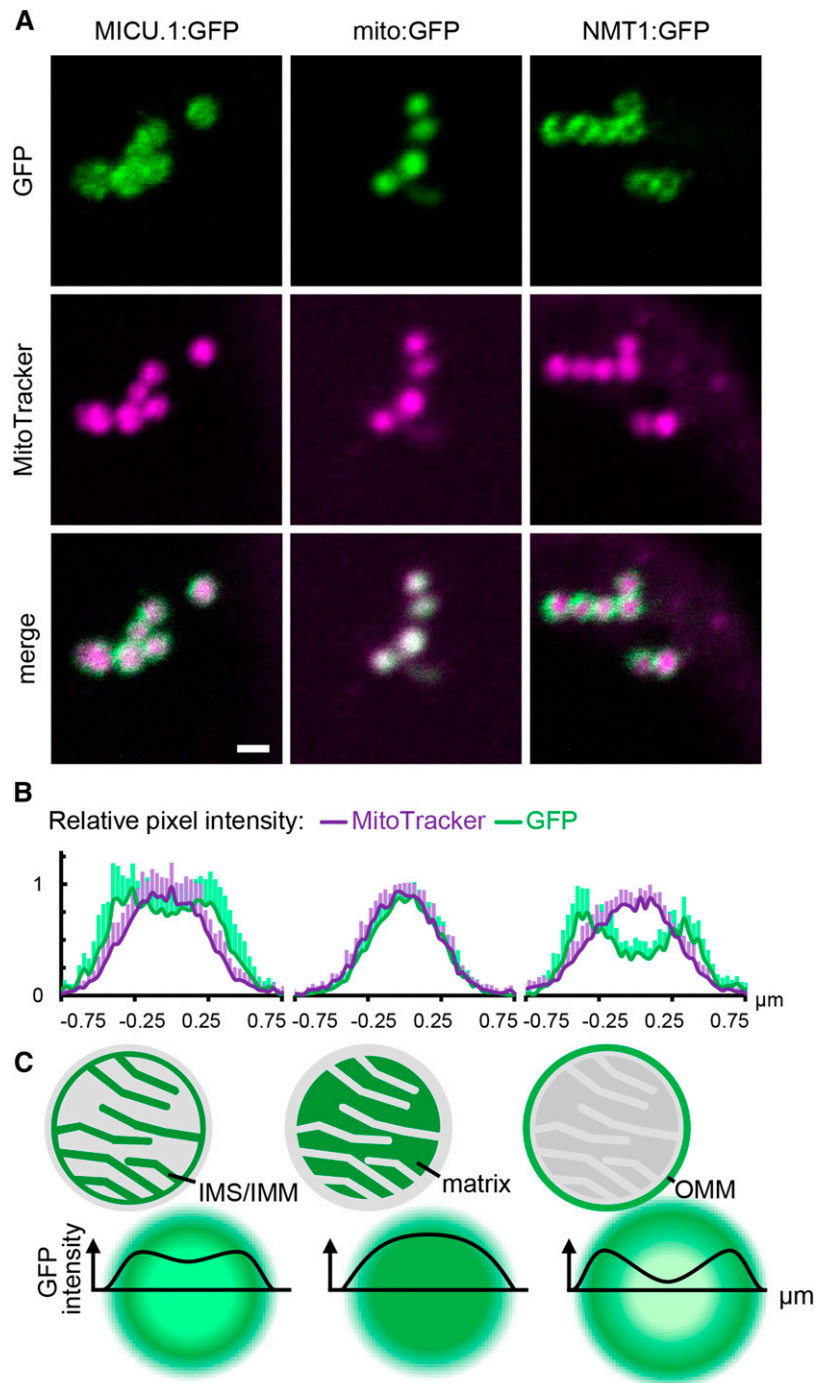 A
MICU.1:GFP mito:GFP NMT1:GFP
GFP
MitoTracker
merge
B
Relative pixel intensity: MitoTracker GFP
1
0
µm
-0.75 -0.25 0.25 0.75 -0.75 -0.25 0.25 0.75 -0.75 -0.25 0.25 0.75
C
IMS/IMM matrix OMM
GFP
intensity
µm